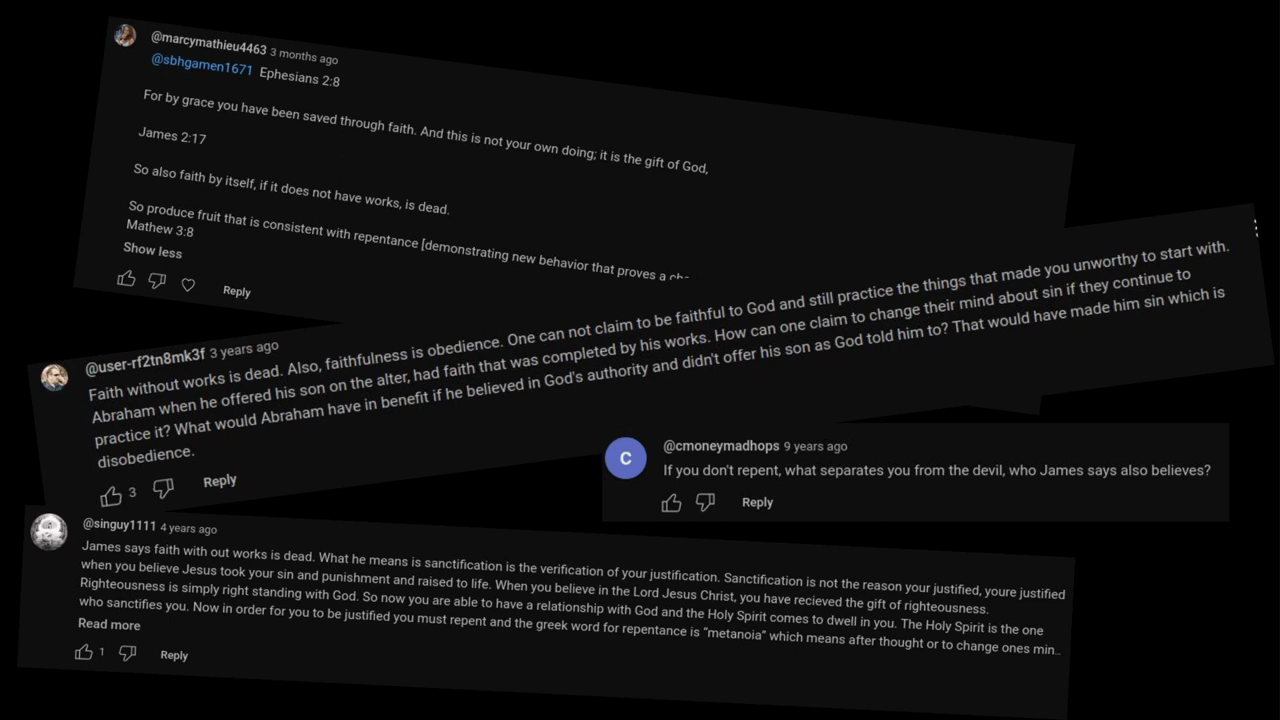 @marcymathieu4463 3 months ago
@sbhgamen1671 Ephesians 2:8
For by grace you have been saved through faith. And this is not your own doing; it is the gift of God,
James 2:17
So also faith by itself, if it does not have works, is dead.
So produce fruit that is consistent with repentance [demonstrating new behavior that proves a
Mathew 3:8
Show less
Reply
@user-rf2tn8mk3f 3 years ago
Faith without works is dead. Also, faithfulness is obedience. One can not claim to be faithful to God and still practice the things that made you unworthy to start with.
Abraham when he offered his son on the alter, had faith that was completed by his works. How can one claim to change their mind about sin if they continue to
practice it? What would Abraham have in benefit if he believed in God's authority and didn't offer his son as God told him to? That would have made him sin which is
disobedience.
3
Reply
C
@cmoneymadhops 9 years ago
If you don't repent, what separates you from the devil, who James says also believes?
Reply
@singuy1111 4 years ago
James says faith with out works is dead. What he means is sanctification is the verification of your justification. Sanctification is not the reason your justified, youre justified
when you believe Jesus took your sin and punishment and raised to life. When you believe in the Lord Jesus Christ, you have recieved the gift of righteousness.
Righteousness is simply right standing with God. So now you are able to have a relationship with God and the Holy Spirit comes to dwell in you. The Holy Spirit is the one
who sanctifies you. Now in order for you to be justified you must repent and the greek word for repentance is “metanoia” which means after thought or to change ones min...
Read more
1
Reply